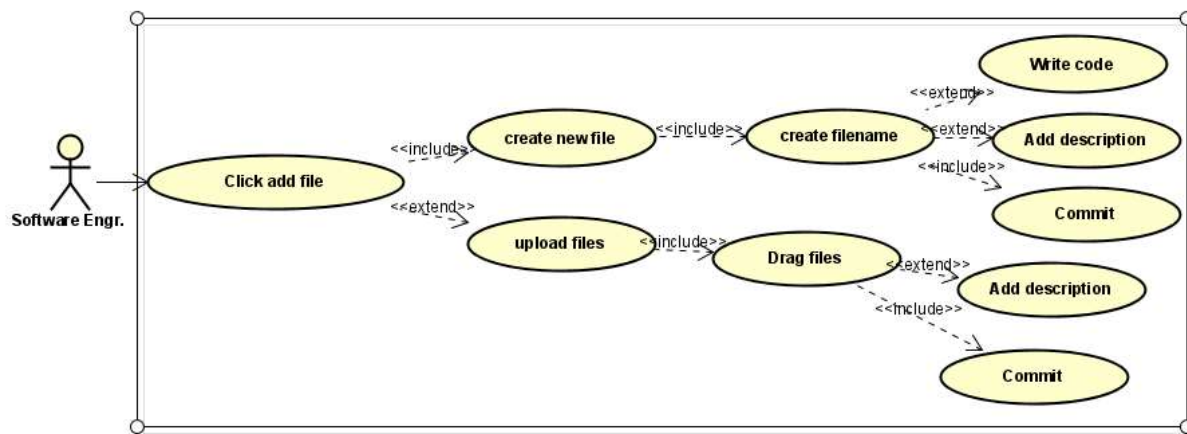 Write code
<<extend>>
create new file
<<include>>
create filename
<<extend>>
Add description
<<include>>
Click add file
<<include>>
Software Engr.
<<extend>>
Commit
upload files
<<include>>
Drag files
<<extend>>
Add description
<<include>>
Commit